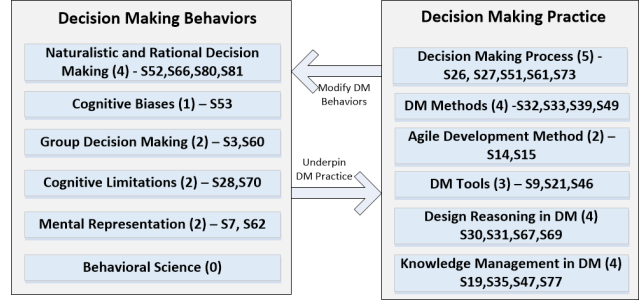 Decision Making Behaviors
Naturalistic and Rational Decision
Making (4) - S52,S66,S80,S81
Cognitive Biases (1) – S53
Group Decision Making (2) – S3,S60
Cognitive Limitations (2) – S28,S70
Mental Representation (2) – S7, S62
Behavioral Science (0)
Modify DM
Behaviors
Underpin
DM Practice
Decision Making Practice
Decision Making Process (5) -
S26, S27,S51,S61,S73
DM Methods (4) -S32,S33,S39,S49
Agile Development Method (2) –
S14,S15
DM Tools (3) – S9,S21,S46
Design Reasoning in DM (4)
S30,S31,S67,S69
Knowledge Management in DM (4)
S19,S35,S47,S77